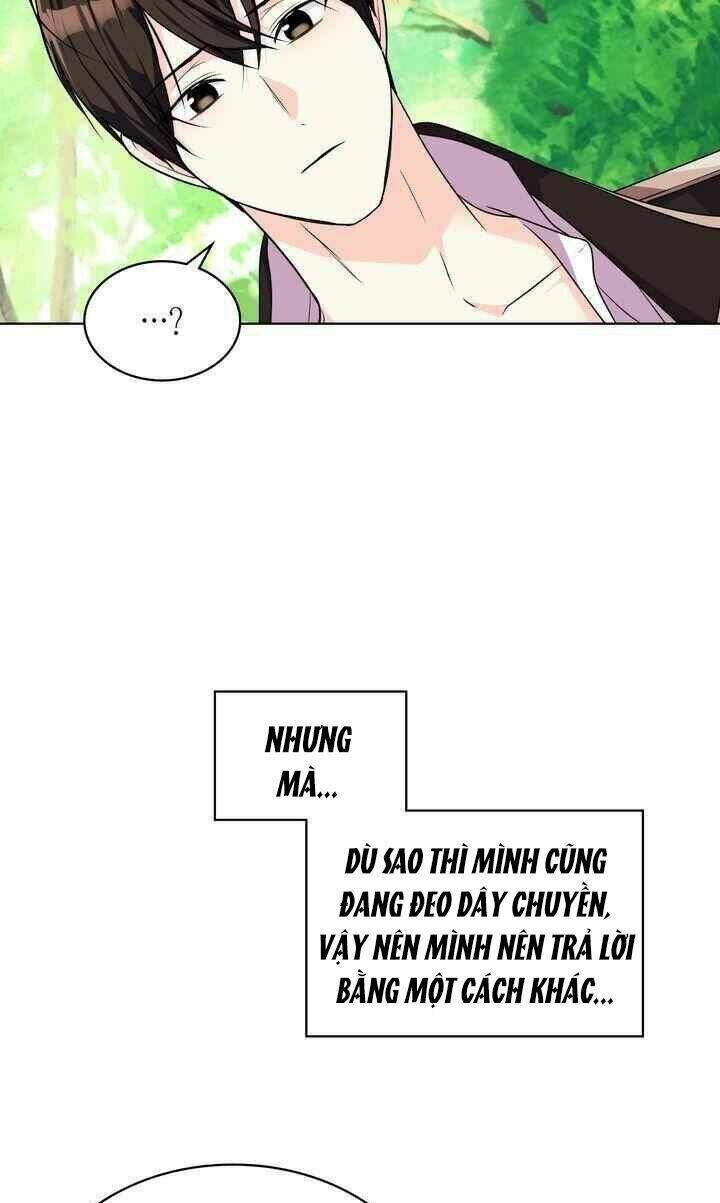 ...?
NHƯNG
MÀ...
DÙ SAO THÌ MÌNH CŨNG
ĐANG ĐEO DÂY CHUYỀN,
VẬY NÊN MÌNH NÊN TRẢ LỜI
BẰNG MỘT CÁCH KHÁC...